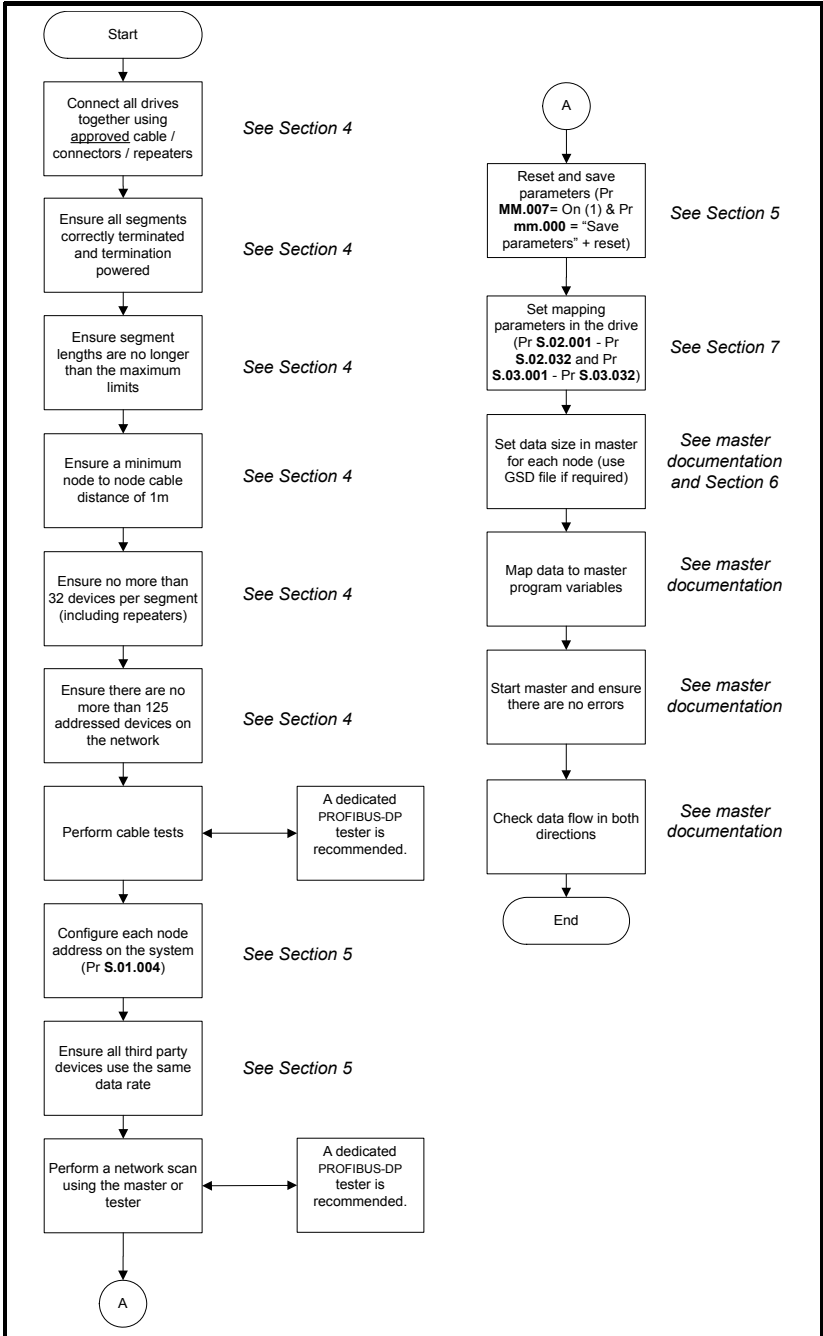 Start
Connect all drives
together using
approved cable /
connectors / repeaters
See Section 4
Ensure all segments
correctly terminated
and termination
powered
See Section 4
Ensure segment
lengths are no longer
than the maximum
limits
See Section 4
Ensure a minimum
node to node cable
distance of 1m
See Section 4
Ensure no more than
32 devices per segment
(including repeaters)
See Section 4
Ensure there are no
more than 125
addressed devices on
the network
See Section 4
Perform cable tests
A dedicated
PROFIBUS-DP
tester is
recommended.
Configure each node
address on the system
(Pr S.01.004)
See Section 5
Ensure all third party
devices use the same
data rate
See Section 5
Perform a network scan
using the master or
tester
A dedicated
PROFIBUS-DP
tester is
recommended.
A
A
Reset and save
parameters (Pr
MM.007= On (1) & Pr
mm.000 = “Save
parameters” + reset)
See Section 5
Set mapping
parameters in the drive
(Pr S.02.001 - Pr
S.02.032 and Pr
S.03.001 - Pr S.03.032)
See Section 7
Set data size in master
for each node (use
GSD file if required)
See master
documentation
and Section 6
Map data to master
program variables
See master
documentation
Start master and ensure
there are no errors
See master
documentation
Check data flow in both
directions
See master
documentation
End